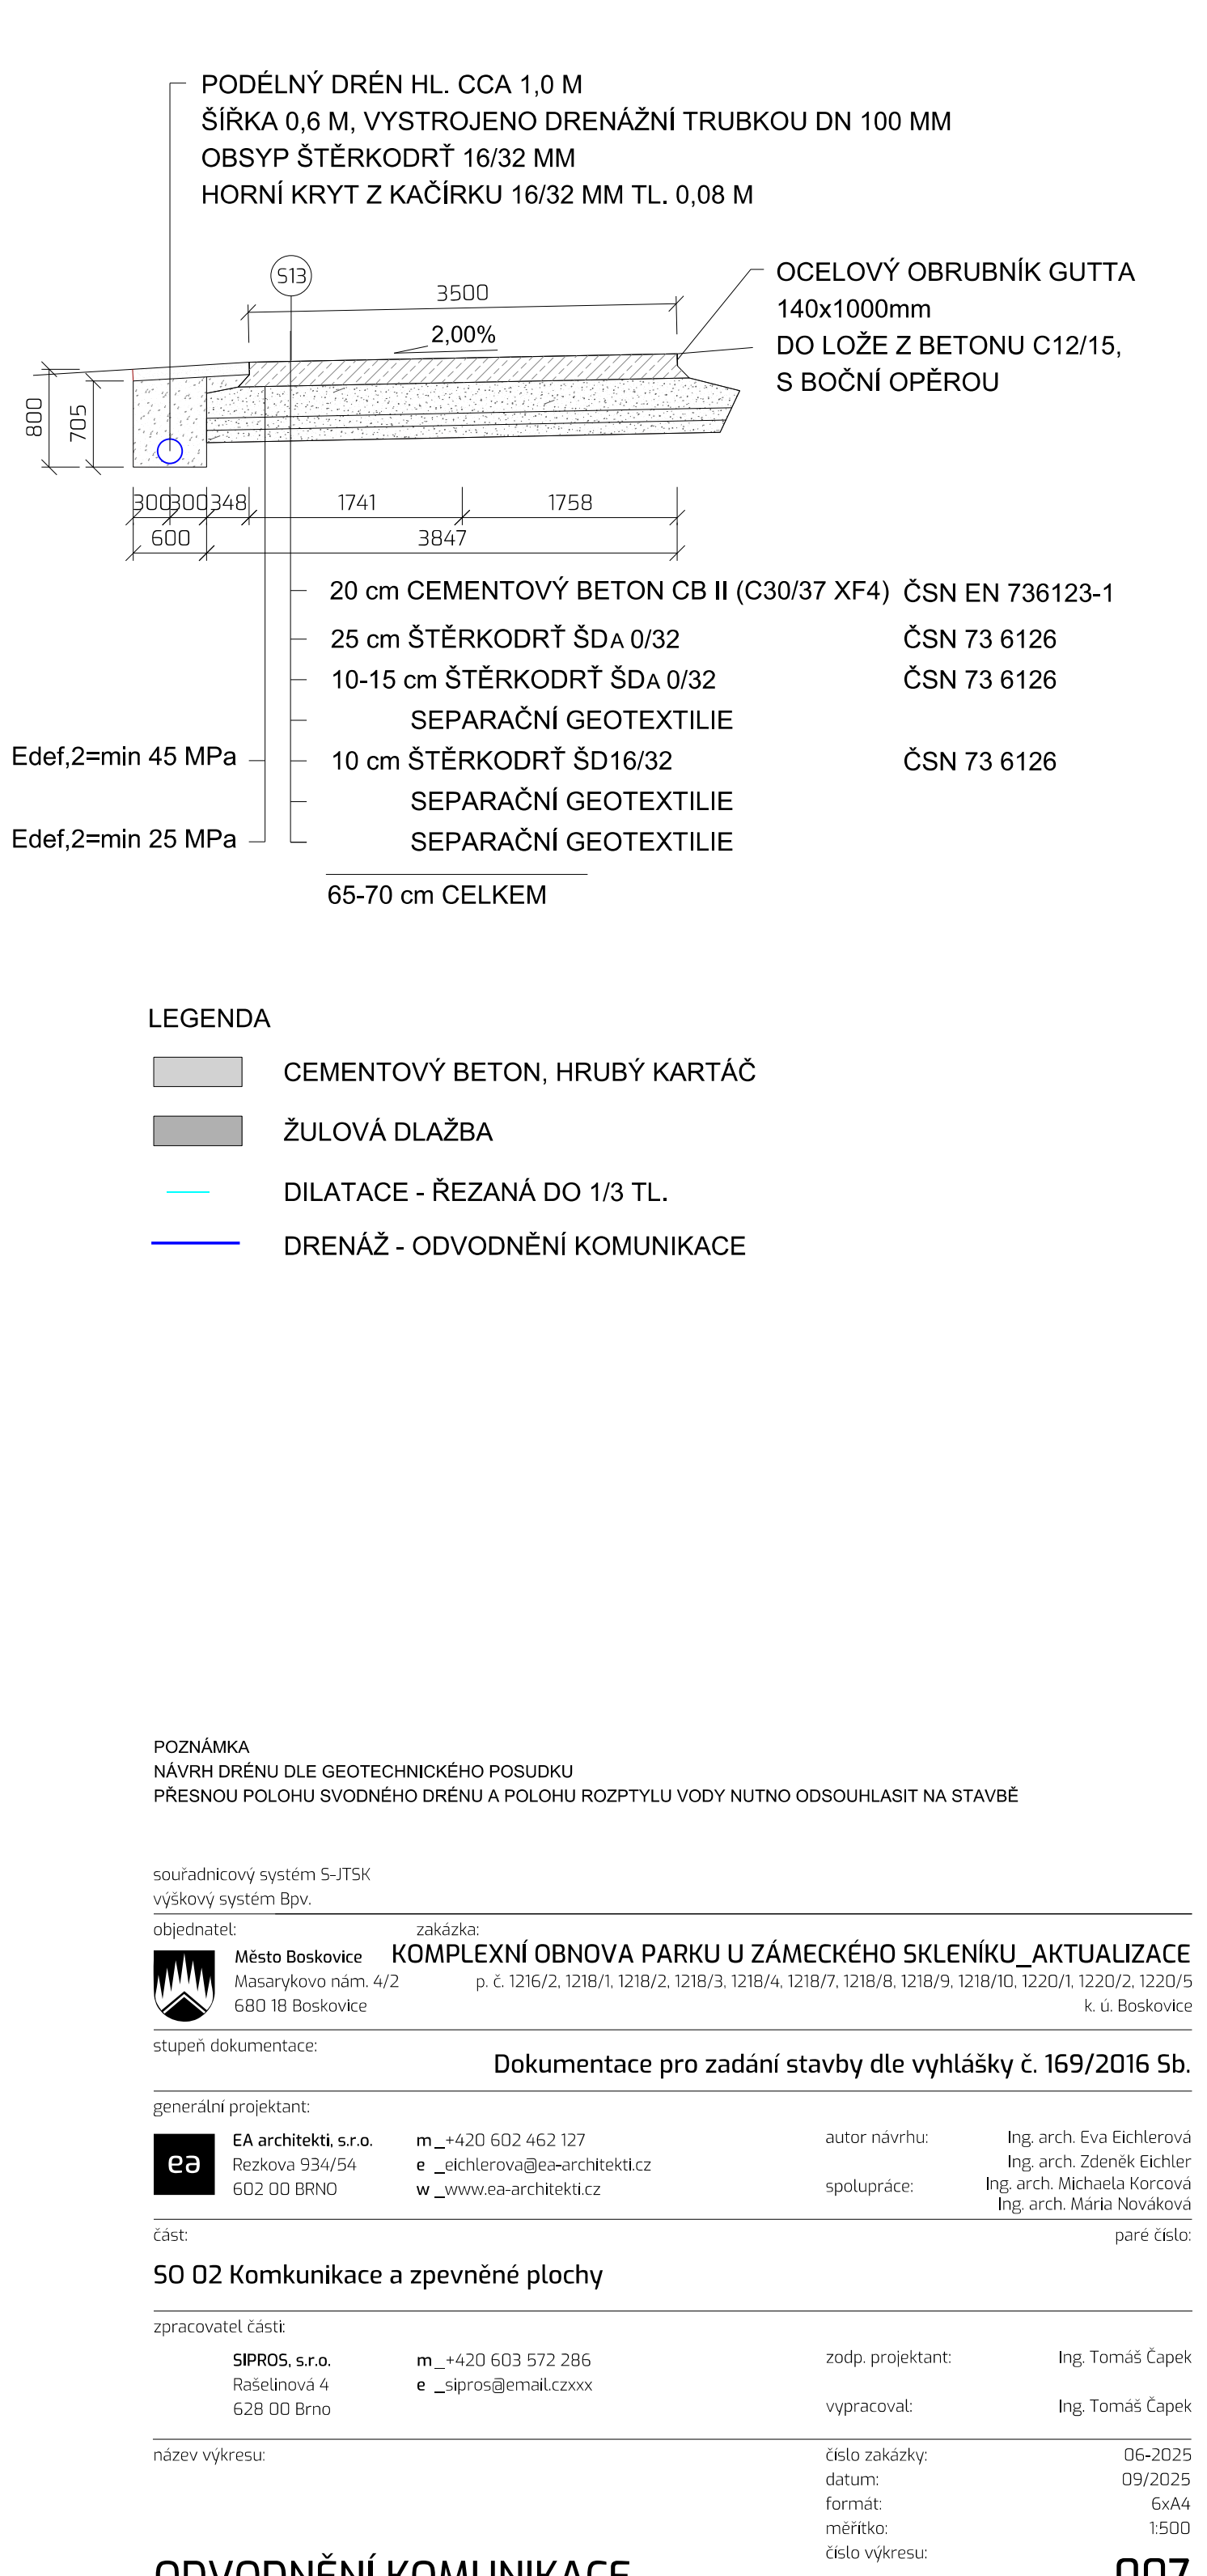 PODÉLNÝ DRÉN HL. CCA 1,0 M
ŠÍŘKA 0,6 M, VYSTROJENO DRENÁŽNÍ TRUBKOU DN 100 MM
OBSYP ŠTĚRKODRŤ 16/32 MM
HORNÍ KRYT Z KAČÍRKU 16/32 MM TL. 0,08 M
S13
3500
2,00%
OCELOVÝ OBRUBNÍK GUTTA
140x1000mm
DO LOŽE Z BETONU C12/15,
S BOČNÍ OPĚROU
800
705
300 300 348 1741 1758
600 3847
20 cm CEMENTOVÝ BETON CB II (C30/37 XF4) ČSN EN 736123-1
25 cm ŠTĚRKODRŤ ŠDA 0/32 ČSN 73 6126
10-15 cm ŠTĚRKODRŤ ŠDA 0/32 ČSN 73 6126
SEPARAČNÍ GEOTEXTILIE
Edef,2=min 45 MPa 10 cm ŠTĚRKODRŤ ŠD16/32 ČSN 73 6126
SEPARAČNÍ GEOTEXTILIE
Edef,2=min 25 MPa SEPARAČNÍ GEOTEXTILIE
65-70 cm CELKEM
LEGENDA
CEMENTOVÝ BETON, HRUBÝ KARTÁČ
ŽULOVÁ DLAŽBA
DILATACE - ŘEZANÁ DO 1/3 TL.
DRENÁŽ - ODVODNĚNÍ KOMUNIKACE
POZNÁMKA
NÁVRH DRÉNU DLE GEOTECHNICKÉHO POSUDKU
PŘESNOU POLOHU SVODNÉHO DRÉNU A POLOHU ROZPTYLU VODY NUTNO ODSOUHLASIT NA STAVBĚ
souřadnicový systém S-JTSK
výškový systém Bpv.
objednatel: zakázka:
Město Boskovice KOMPLEXNÍ OBNOVA PARKU U ZÁMECKÉHO SKLENÍKU_AKTUALIZACE
Masarykovo nám. 4/2 p. č. 1216/2, 1218/1, 1218/2, 1218/3, 1218/4, 1218/7, 1218/8, 1218/9, 1218/10, 1220/1, 1220/2, 1220/5
680 18 Boskovice k. ú. Boskovice
stupeň dokumentace:
Dokumentace pro zadání stavby dle vyhlášky č. 169/2016 Sb.
generální projektant:
ea
EA architekti, s.r.o. m_+420 602 462 127 autor návrhu: Ing. arch. Eva Eichlerová
Rezkova 934/54 e _eichlerova@ea-architekti.cz Ing. arch. Zdeněk Eichler
602 00 BRNO w _www.ea-architekti.cz spolupráce: Ing. arch. Michaela Korcová
Ing. arch. Mária Nováková
část: paré číslo:
SO 02 Komkunikace a zpevněné plochy
zpracovatel části:
SIPROS, s.r.o. m_+420 603 572 286 zodp. projektant: Ing. Tomáš Čapek
Rašelinová 4 e _sipros@email.czxxx
628 00 Brno vypracoval: Ing. Tomáš Čapek
název výkresu: číslo zakázky: 06-2025
datum: 09/2025
formát: 6xA4
měřítko: 1:500
číslo výkresu:
ODVODNĚNÍ KOMUNIKACE 007